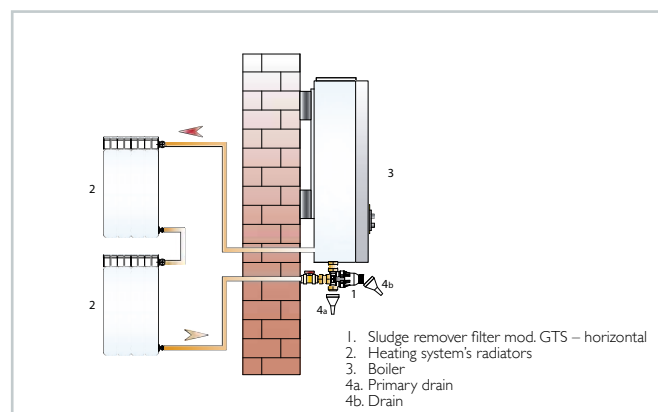 2
3
2
4b
1
4a
1. Sludge remover filter mod. GTS – horizontal
2. Heating system's radiators
3. Boiler
4a. Primary drain
4b. Drain